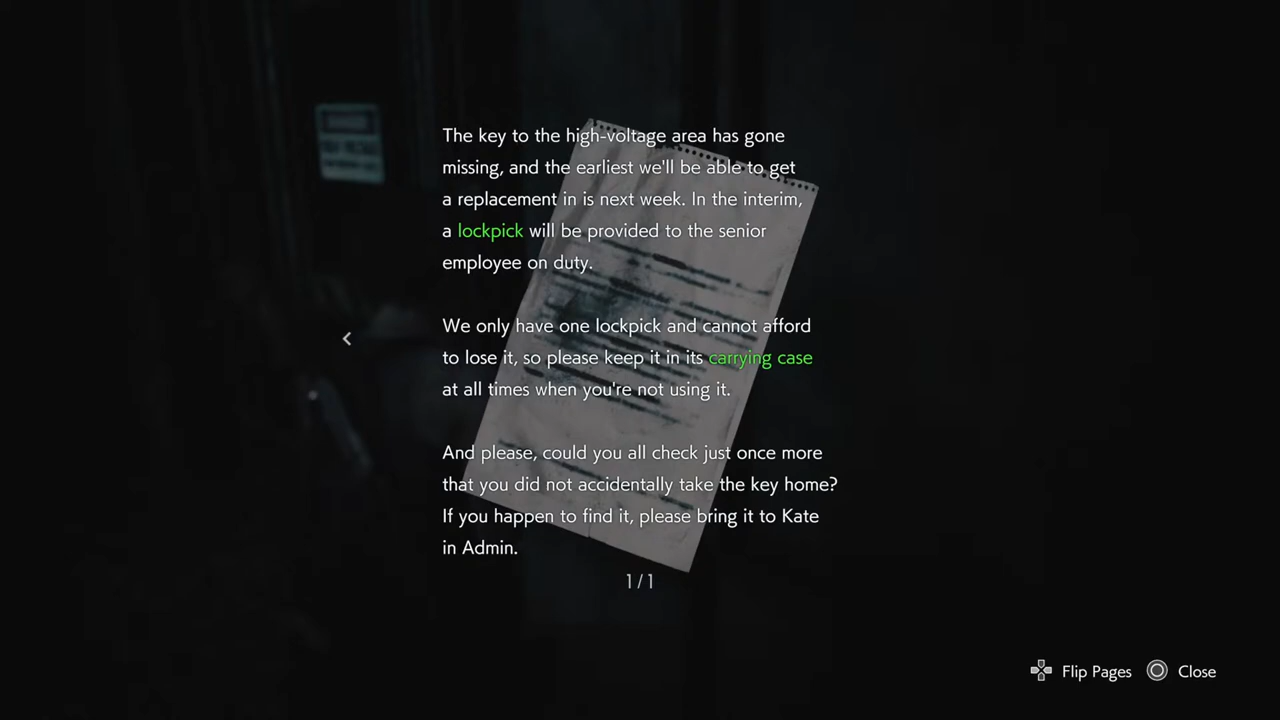 The key to the high-voltage area has gone
missing, and the earliest we'll be able to get
a replacement in is next week. In the interim,
a lockpick will be provided to the senior
employee on duty.
We only have one lockpick and cannot afford
to lose it, so please keep it in its carrying case
at all times when you're not using it.
And please, could you all check just once more
that you did not accidentally take the key home?
If you happen to find it, please bring it to Kate
in Admin.
1 / 1
Flip Pages
Close